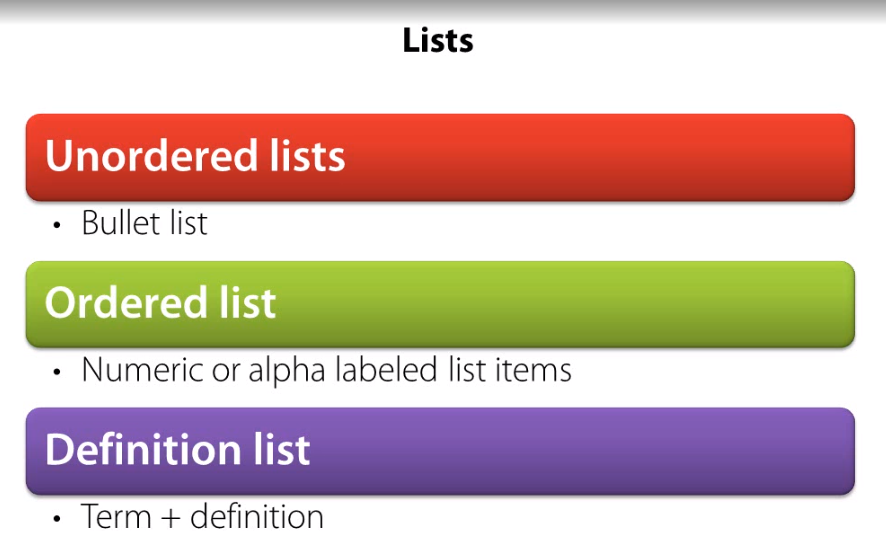 Lists
Unordered lists
• Bullet list
Ordered list
• Numeric or alpha labeled list items
Definition list
• Term + definition